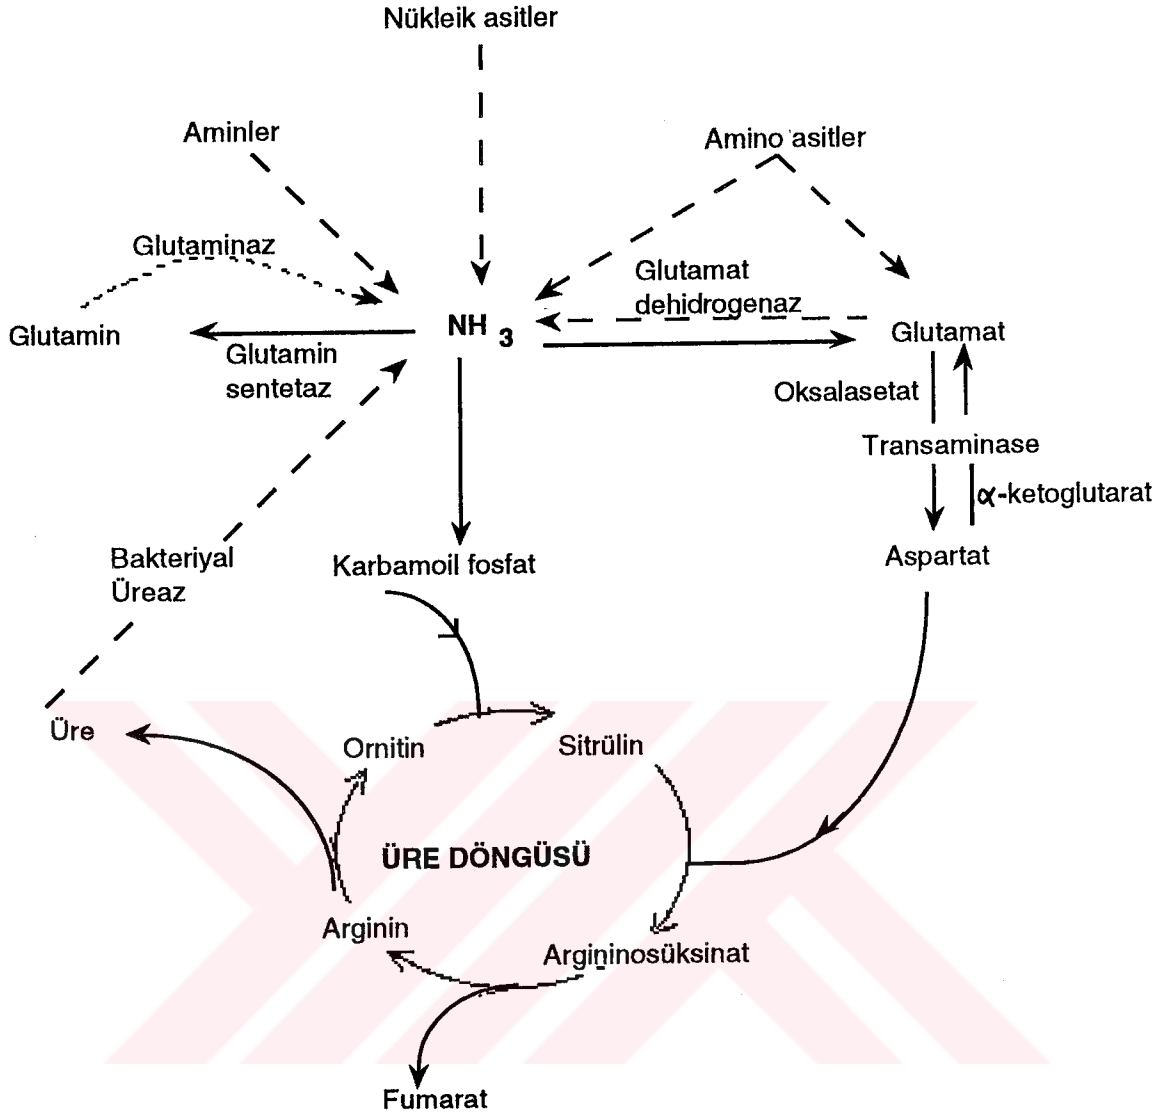 Nükleik asitler
Aminler
Amino asitler
Glutaminaz
Glutamat
dehidrogenaz
Glutamin
NH 3
Glutamat
Glutamin
sentetaz
Oksalasetat
Transaminase
α-ketoglutarat
Bakteriyal
Üreaz
Karbamoil fosfat
Aspartat
Üre
Ornitin
Sitrülin
ÜRE DÖNGÜSÜ
Arginin
Argininosüksinat
Fumarat